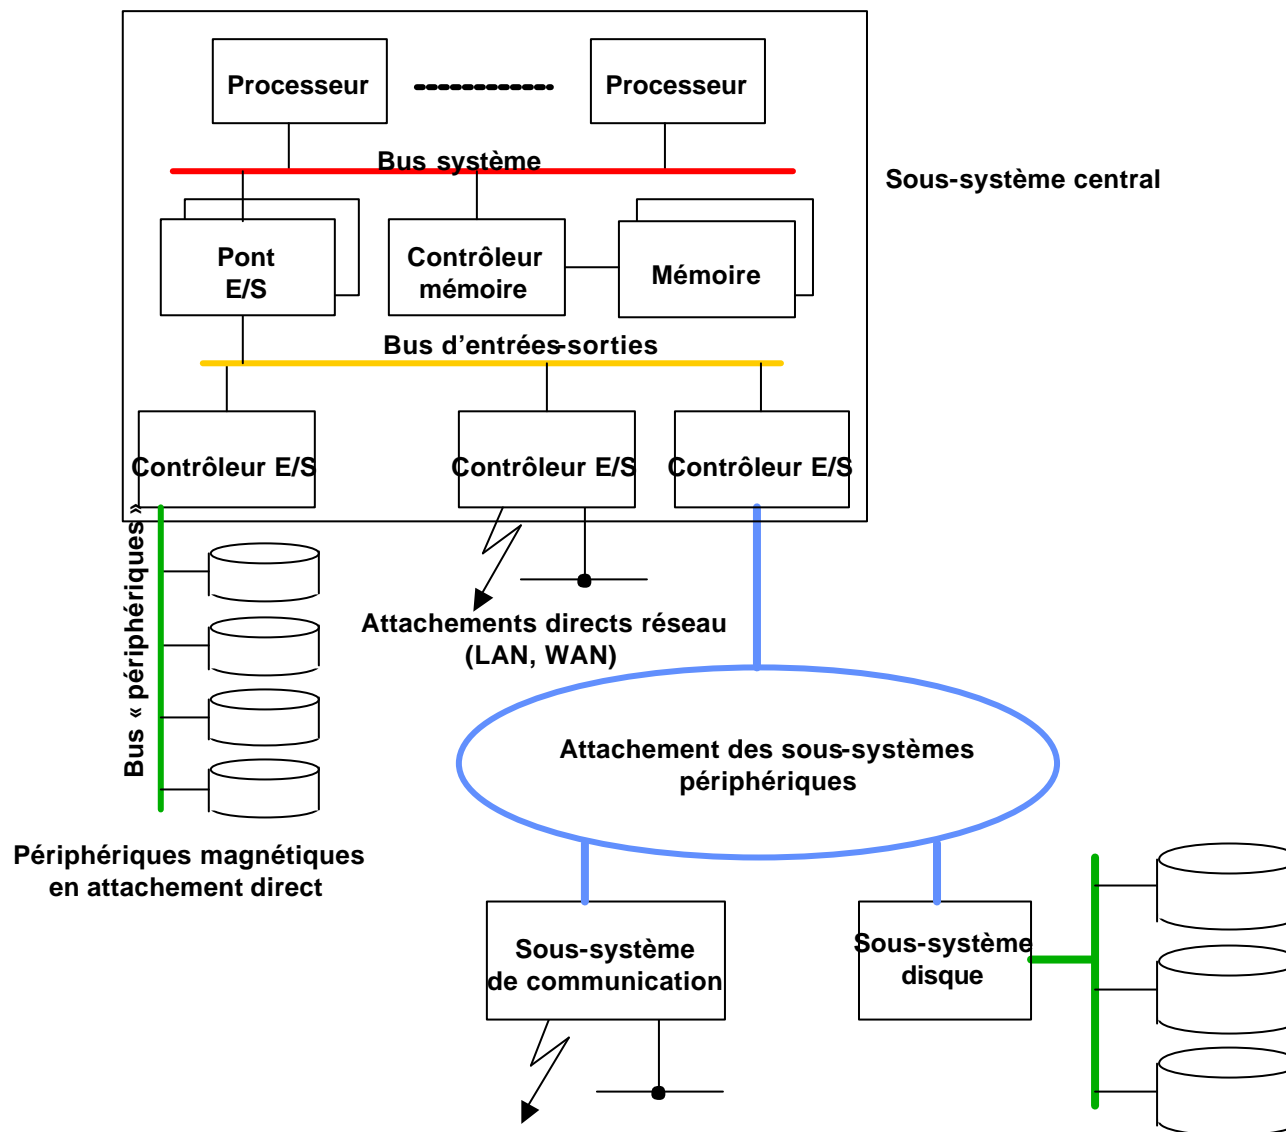 Processeur
Processeur
Bus système
Sous-système central
Pont
E/S
Contrôleur
mémoire
Mémoire
Bus d’entrées-sorties
Contrôleur E/S
Contrôleur E/S
Contrôleur E/S
Bus « périphériques »
Attachements directs réseau
(LAN, WAN)
Attachement des sous-systèmes
périphériques
Périphériques magnétiques
en attachement direct
Sous-système
de communication
Sous-système
disque